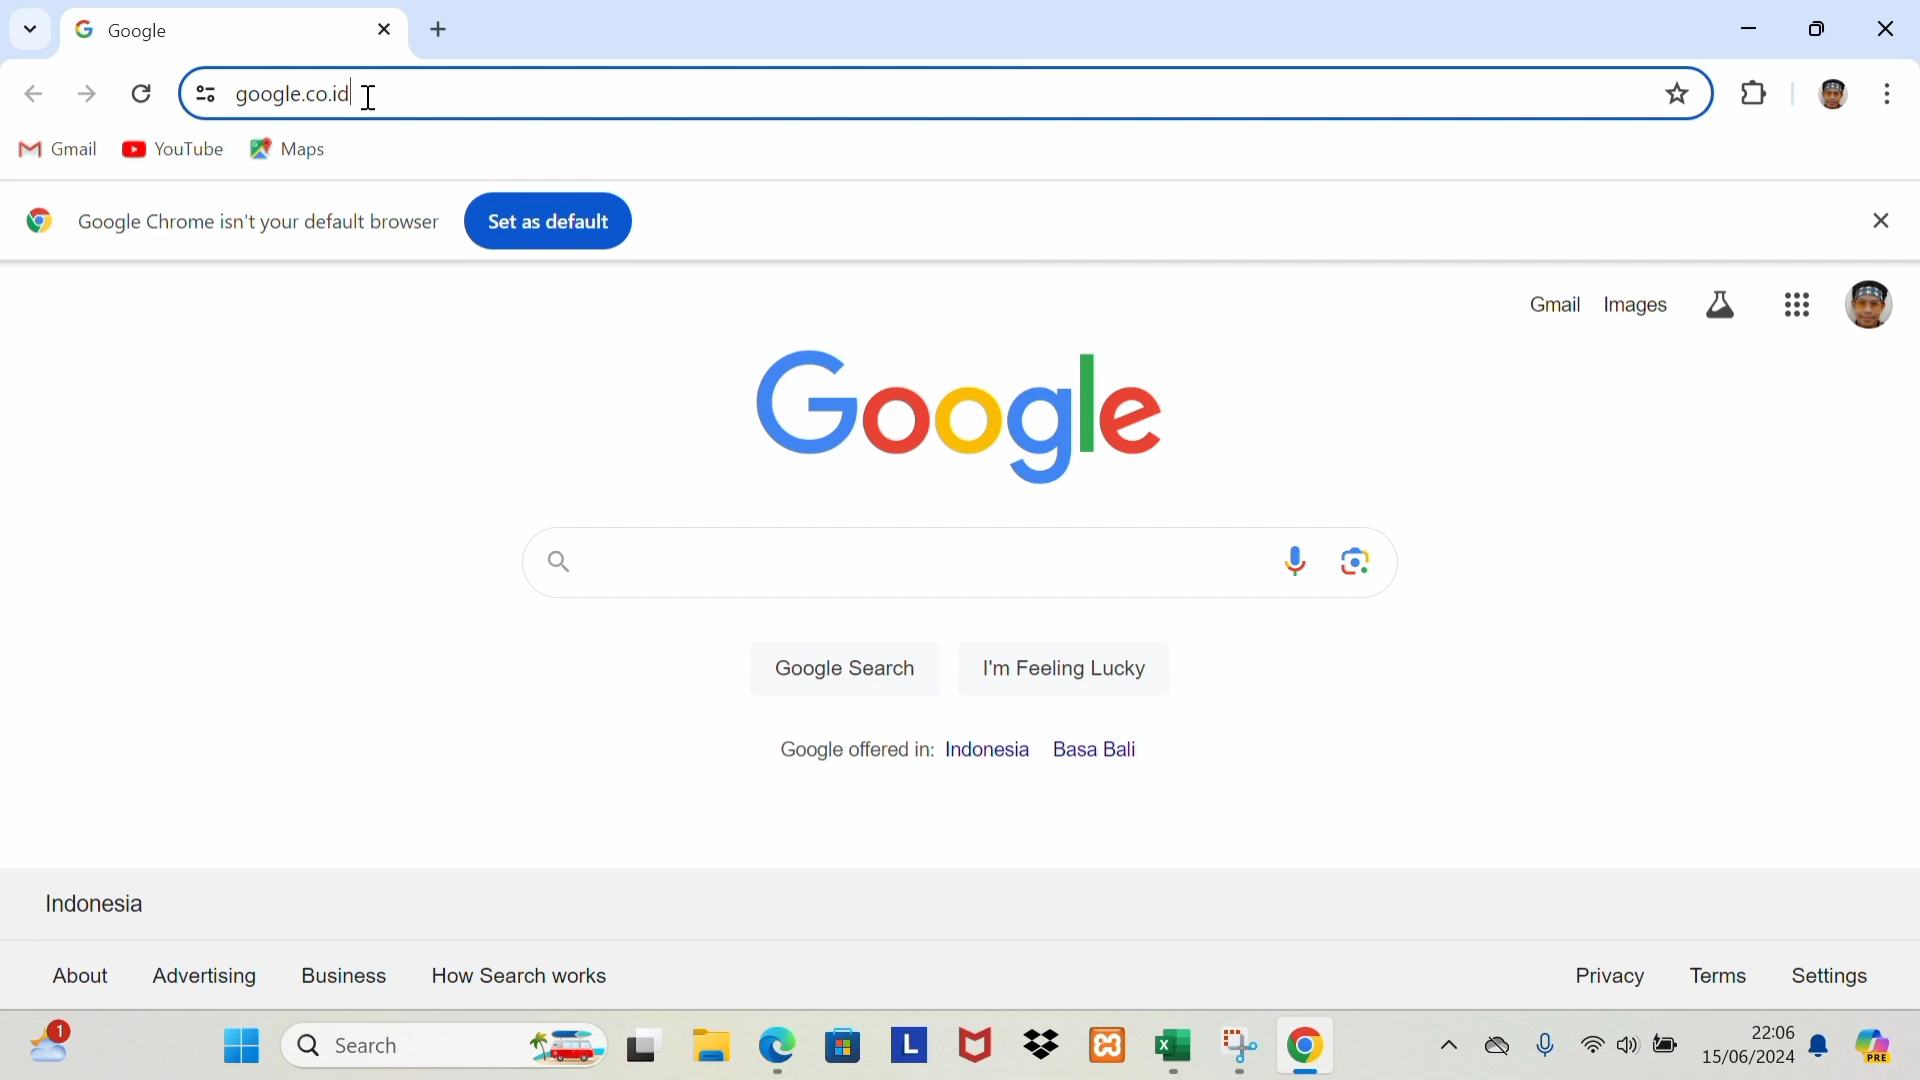 Google
google.co.id
Gmail YouTube Maps
Google Chrome isn't your default browser Set as default
Gmail Images
Google
Google Search I'm Feeling Lucky
Google offered in: Indonesia Basa Bali
Indonesia
About Advertising Business How Search works Privacy Terms Settings
1 Search L X 22:06
15/06/2024 PRE